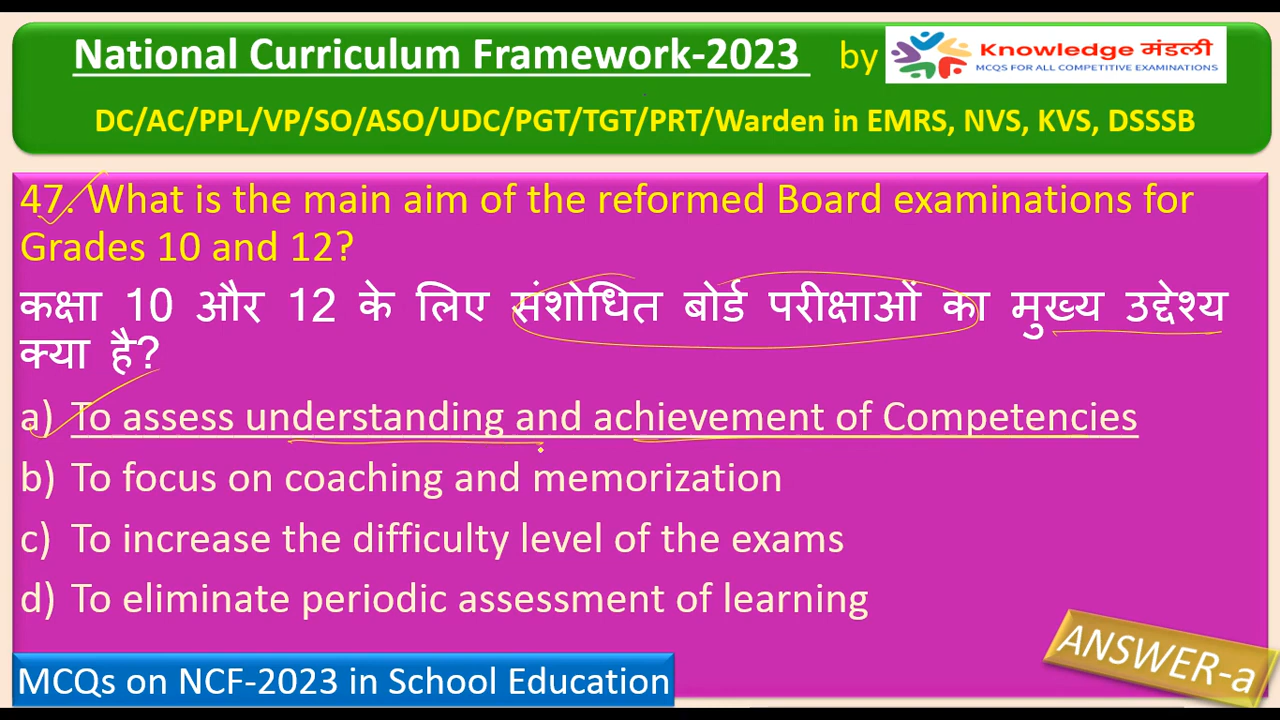 National Curriculum Framework-2023 by Knowledge मंडली
MCQS FOR ALL COMPETITIVE EXAMINATIONS
DC/AC/PPL/VP/SO/ASO/UDC/PGT/TGT/PRT/Warden in EMRS, NVS, KVS, DSSSB
47. What is the main aim of the reformed Board examinations for
Grades 10 and 12?
कक्षा 10 और 12 के लिए संशोधित बोर्ड परीक्षाओं का मुख्य उद्देश्य
क्या है?
a) To assess understanding and achievement of Competencies
b) To focus on coaching and memorization
c) To increase the difficulty level of the exams
d) To eliminate periodic assessment of learning
ANSWER-a
MCQs on NCF-2023 in School Education